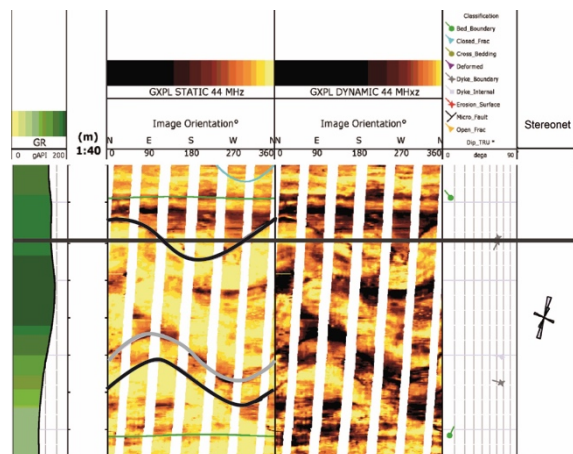 Classification
Bed_Boundary
Closed_Frac
Cross_Bedding
Deformed
Dyke_Boundary
Dyke_Internal
Erosion_Surface
Micro_Fault
Open_Frac
Dip_TRU *
0 degs 90
Stereonet
GXPL STATIC 44 MHz
GXPL DYNAMIC 44 MHxz
GR
0 gAPI 200
(m)
1:40
Image Orientation°
N E S W N
0 90 180 270 360
Image Orientation°
N E S W N
0 90 180 270 360